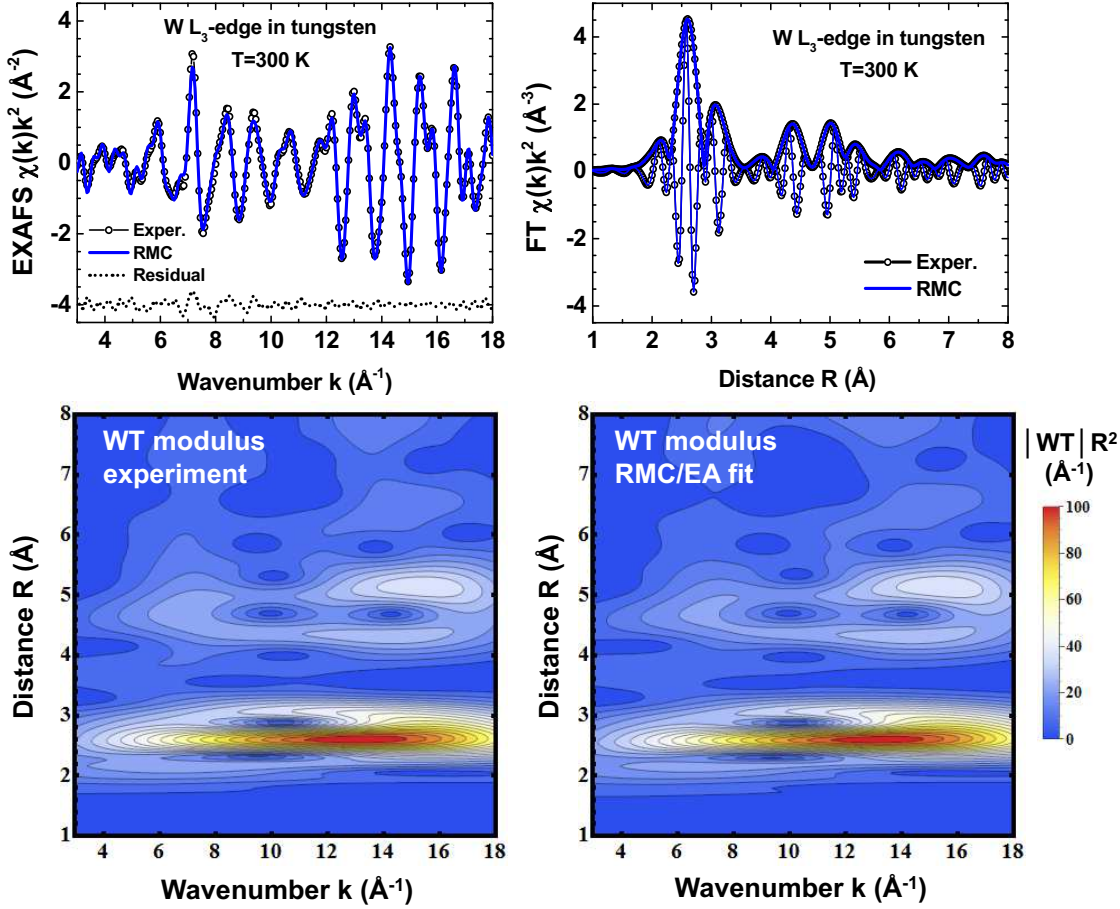 W L₃-edge in tungsten
T=300 K
EXAFS χ(k)k² (Å⁻²)
4
2
0
-2
-4
Exper.
RMC
Residual
4 6 8 10 12 14 16 18
Wavenumber k (Å⁻¹)
W L₃-edge in tungsten
T=300 K
FT χ(k)k² (Å⁻³)
4
2
0
-2
-4
Exper.
RMC
1 2 3 4 5 6 7 8
Distance R (Å)
WT modulus
experiment
Distance R (Å)
8
7
6
5
4
3
2
1
4 6 8 10 12 14 16 18
Wavenumber k (Å⁻¹)
WT modulus
RMC/EA fit
Distance R (Å)
8
7
6
5
4
3
2
1
4 6 8 10 12 14 16 18
Wavenumber k (Å⁻¹)
|WT| R²
(Å⁻¹)
100
80
60
40
20
0